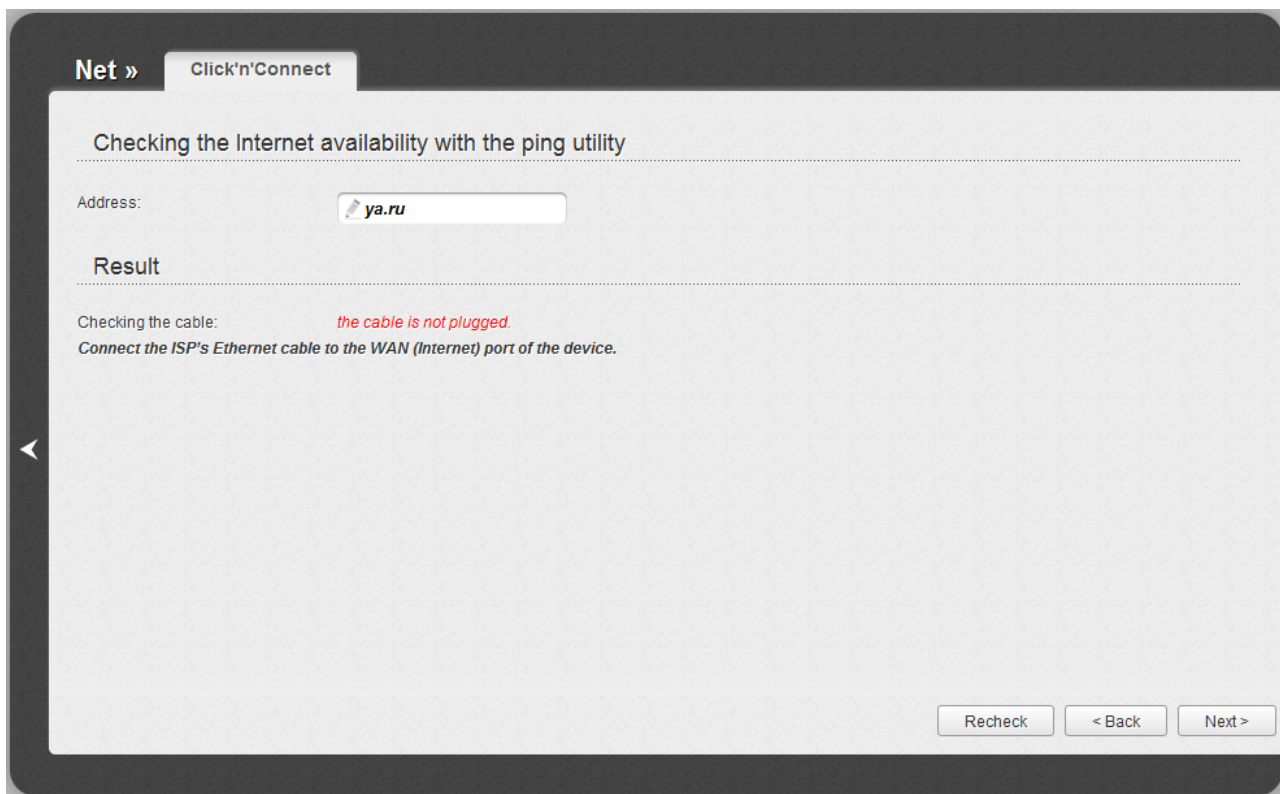 Net » Click'n'Connect
Checking the Internet availability with the ping utility
Address: ya.ru
Result
Checking the cable: the cable is not plugged.
Connect the ISP's Ethernet cable to the WAN (Internet) port of the device.
Recheck < Back Next >